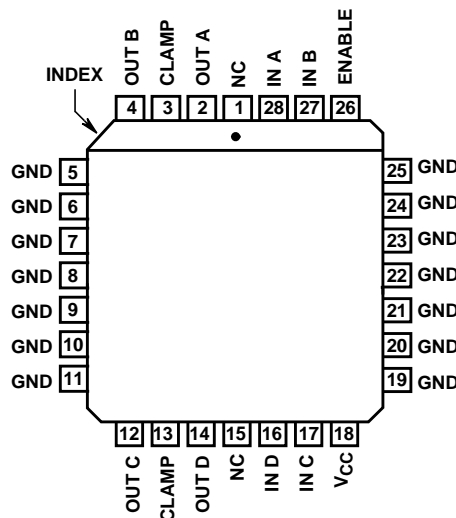 INDEX
OUT B
CLAMP
OUT A
NC
IN A
IN B
ENABLE
4 3 2 1 28 27 26
GND 5
GND 6
GND 7
GND 8
GND 9
GND 10
GND 11
25 GND
24 GND
23 GND
22 GND
21 GND
20 GND
19 GND
12 13 14 15 16 17 18
OUT C
CLAMP
OUT D
NC
IN D
IN C
VCC